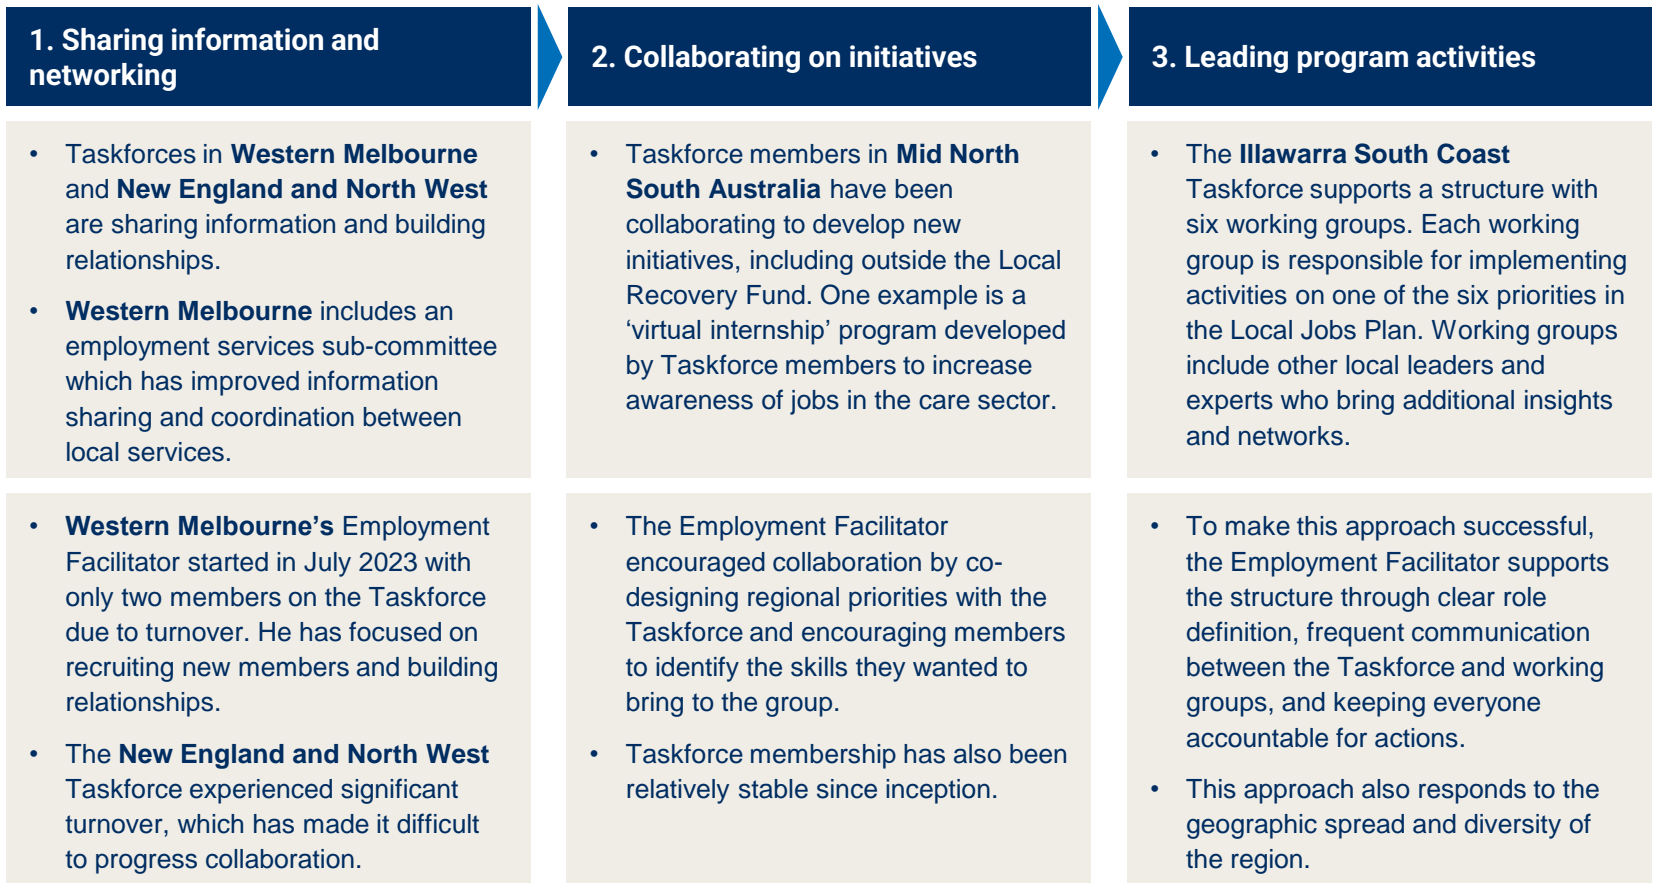 1. Sharing information and
networking
2. Collaborating on initiatives
3. Leading program activities
• Taskforces in Western Melbourne
and New England and North West
are sharing information and building
relationships.
• Western Melbourne includes an
employment services sub-committee
which has improved information
sharing and coordination between
local services.
• Taskforce members in Mid North
South Australia have been
collaborating to develop new
initiatives, including outside the Local
Recovery Fund. One example is a
‘virtual internship’ program developed
by Taskforce members to increase
awareness of jobs in the care sector.
• The Illawarra South Coast
Taskforce supports a structure with
six working groups. Each working
group is responsible for implementing
activities on one of the six priorities in
the Local Jobs Plan. Working groups
include other local leaders and
experts who bring additional insights
and networks.
• Western Melbourne’s Employment
Facilitator started in July 2023 with
only two members on the Taskforce
due to turnover. He has focused on
recruiting new members and building
relationships.
• The New England and North West
Taskforce experienced significant
turnover, which has made it difficult
to progress collaboration.
• The Employment Facilitator
encouraged collaboration by co-
designing regional priorities with the
Taskforce and encouraging members
to identify the skills they wanted to
bring to the group.
• Taskforce membership has also been
relatively stable since inception.
• To make this approach successful,
the Employment Facilitator supports
the structure through clear role
definition, frequent communication
between the Taskforce and working
groups, and keeping everyone
accountable for actions.
• This approach also responds to the
geographic spread and diversity of
the region.